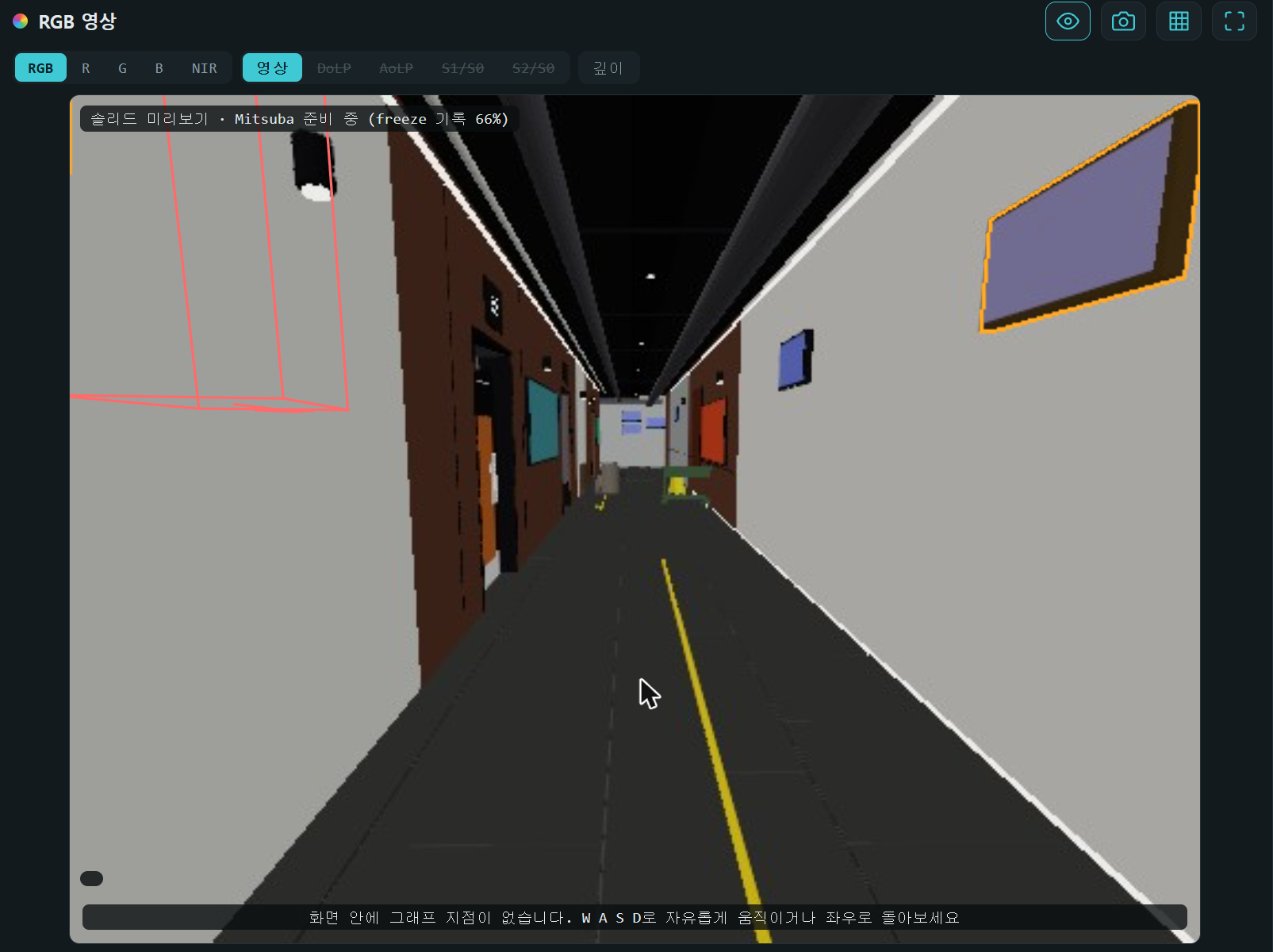 RGB 영상
RGB R G B NIR 영상 DoLP AoLP S1/S0 S2/S0 깊이
솔리드 미리보기 · Mitsuba 준비 중 (freeze 기록 66%)
화면 안에 그래프 지점이 없습니다. W A S D로 자유롭게 움직이거나 좌우로 돌아보세요